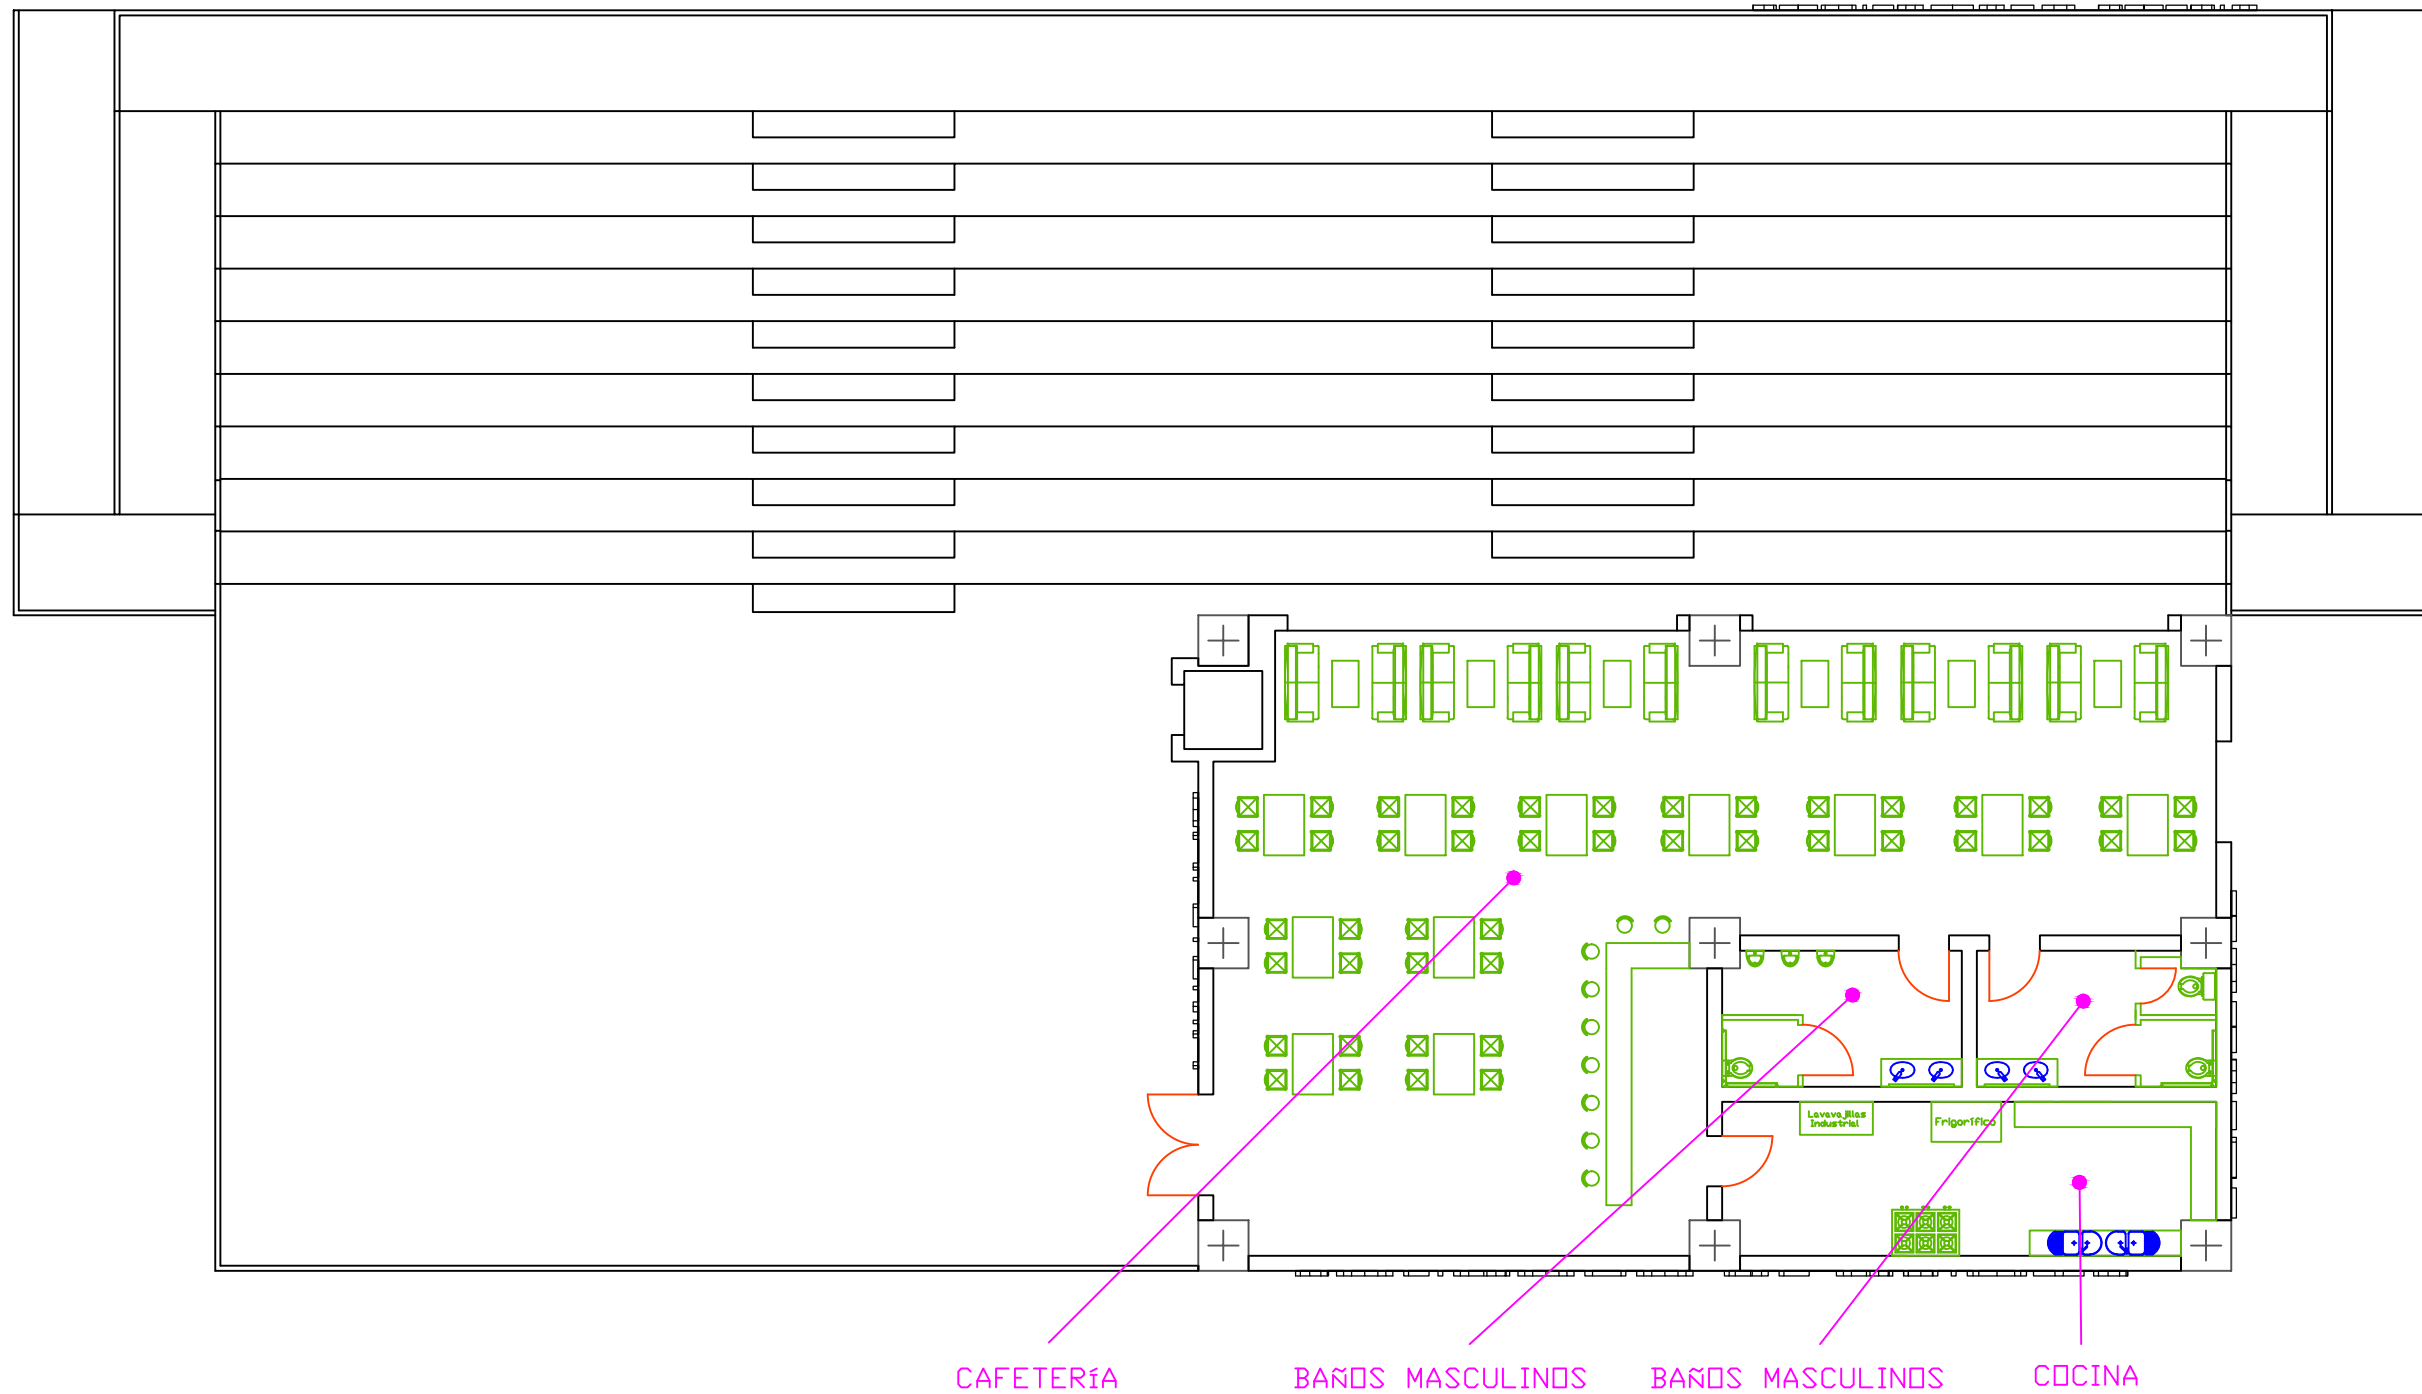 Lavavajillas
Industrial
Frigorífico
CAFETERÍA
BAÑOS MASCULINOS
BAÑOS MASCULINOS
COCINA